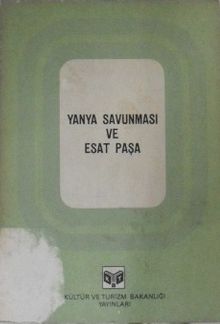 YANYA SAVUNMASI
VE
ESAT PAŞA
KÜLTÜR VE TURİZM BAKANLIĞI
YAYINLARI